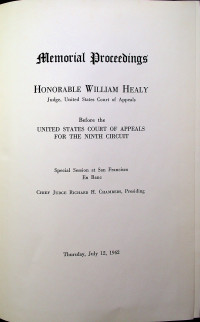 Memorial Proceedings
HONORABLE WILLIAM HEALY
Judge, United States Court of Appeals
Before the
UNITED STATES COURT OF APPEALS
FOR THE NINTH CIRCUIT
Special Session at San Francisco
En Banc
CHIEF JUDGE RICHARD H. CHAMBERS, Presiding
Thursday, July 12, 1962